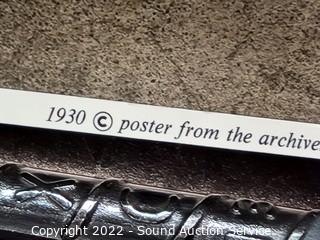 1930 © poster from the archive
Copyright 2022 - Sound Auction Service